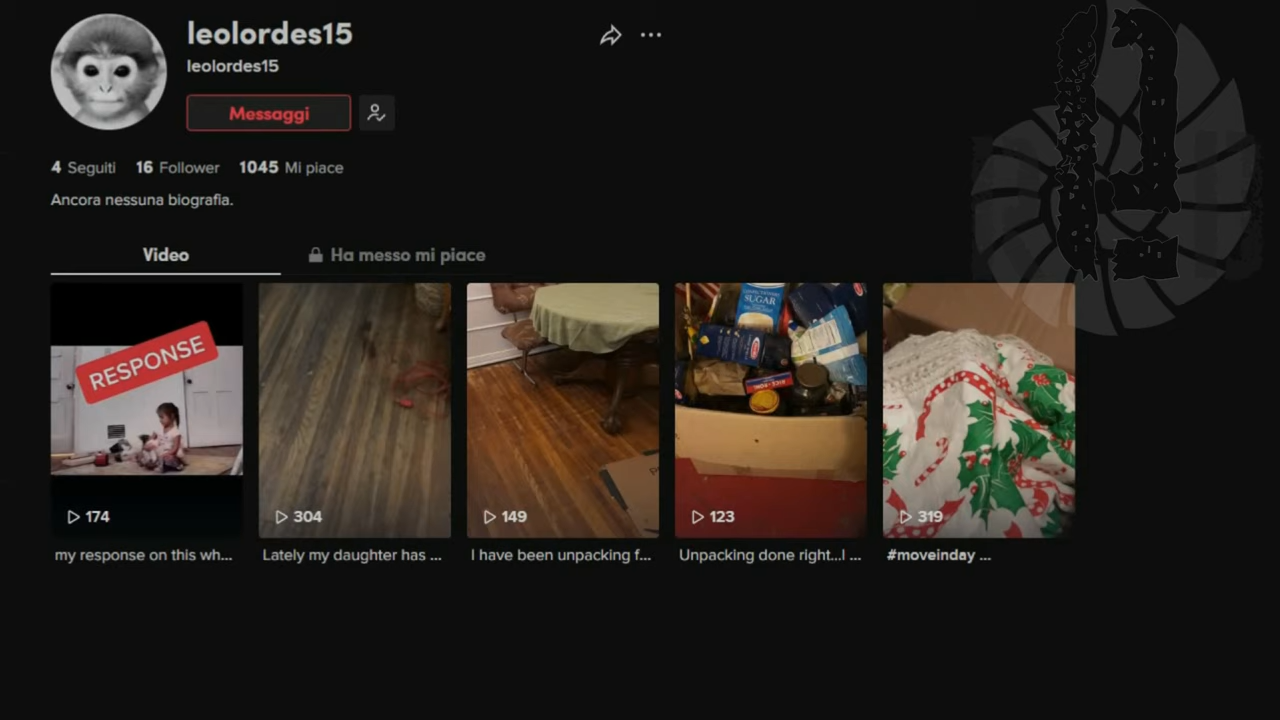 leolordes15
leolordes15
Messaggi
4 Seguiti 16 Follower 1045 Mi piace
Ancora nessuna biografia.
Video
Ha messo mi piace
RESPONSE
SUGAR
174
304
149
123
319
my response on this wh...
Lately my daughter has ...
I have been unpacking f...
Unpacking done right...I ...
#moveinday ...